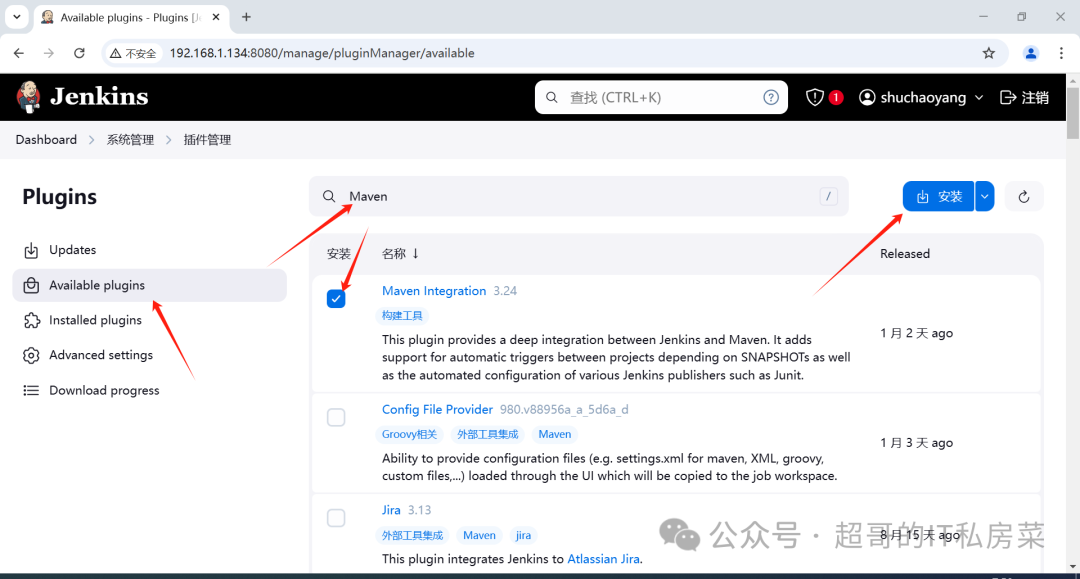 Available plugins - Plugins [Je
不安全
192.168.1.134:8080/manage/pluginManager/available
Jenkins
查找 (CTRL+K)
?
1
shuchaoyang
注销
Dashboard
系统管理
插件管理
Plugins
Maven
/
安装
Updates
Available plugins
Installed plugins
Advanced settings
Download progress
安装
名称 ↓
Released
Maven Integration 3.24
构建工具
This plugin provides a deep integration between Jenkins and Maven. It adds
support for automatic triggers between projects depending on SNAPSHOTs as well
as the automated configuration of various Jenkins publishers such as Junit.
1 月 2 天 ago
Config File Provider 980.v88956a_a_5d6a_d
Groovy相关 外部工具集成 Maven
Ability to provide configuration files (e.g. settings.xml for maven, XML, groovy,
custom files,...) loaded through the UI which will be copied to the job workspace.
1 月 3 天 ago
Jira 3.13
外部工具集成 Maven jira
This plugin integrates Jenkins to Atlassian Jira.
8 月 15 天 ago
公众号 · 超哥的IT私房菜